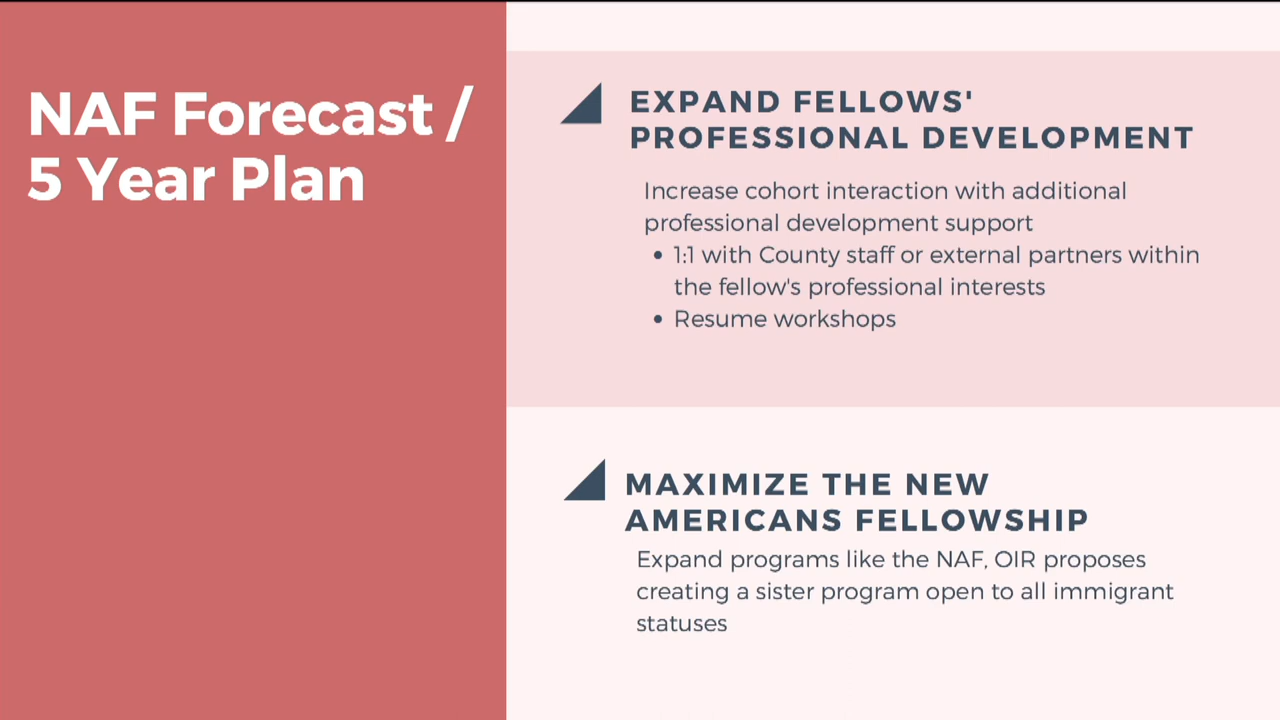 NAF Forecast /
5 Year Plan
EXPAND FELLOWS'
PROFESSIONAL DEVELOPMENT
Increase cohort interaction with additional
professional development support
• 1:1 with County staff or external partners within
the fellow's professional interests
• Resume workshops
MAXIMIZE THE NEW
AMERICANS FELLOWSHIP
Expand programs like the NAF, OIR proposes
creating a sister program open to all immigrant
statuses